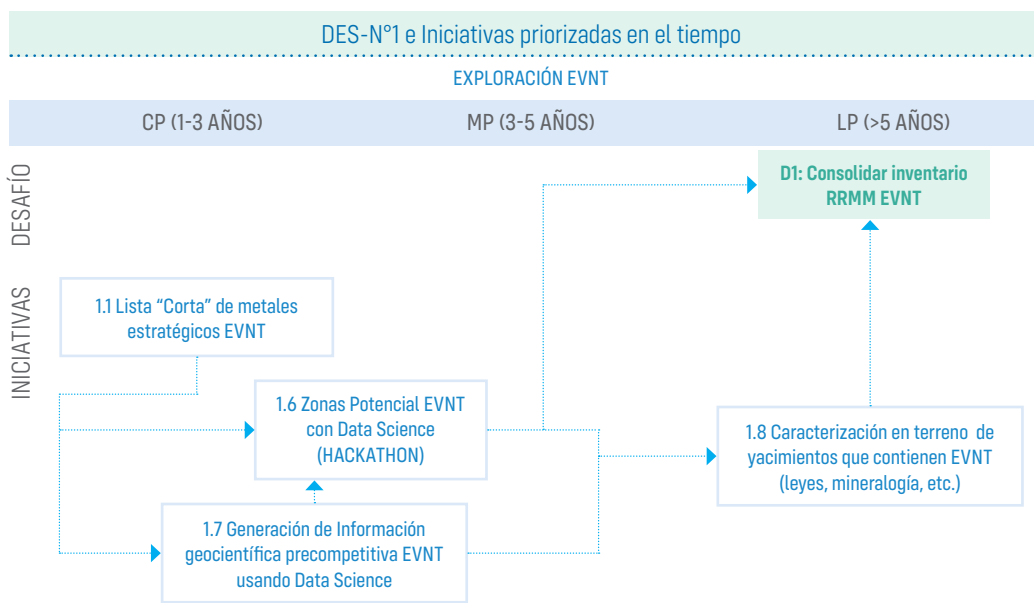 DES-N°1 e Iniciativas priorizadas en el tiempo
EXPLORACIÓN EVNT
CP (1-3 AÑOS)
MP (3-5 AÑOS)
LP (>5 AÑOS)
DESAFÍO
D1: Consolidar inventario
RRMM EVNT
INICIATIVAS
1.1 Lista “Corta” de metales
estratégicos EVNT
1.6 Zonas Potencial EVNT
con Data Science
(HACKATHON)
1.8 Caracterización en terreno de
yacimientos que contienen EVNT
(leyes, mineralogía, etc.)
1.7 Generación de Información
geocientífica precompetitiva EVNT
usando Data Science